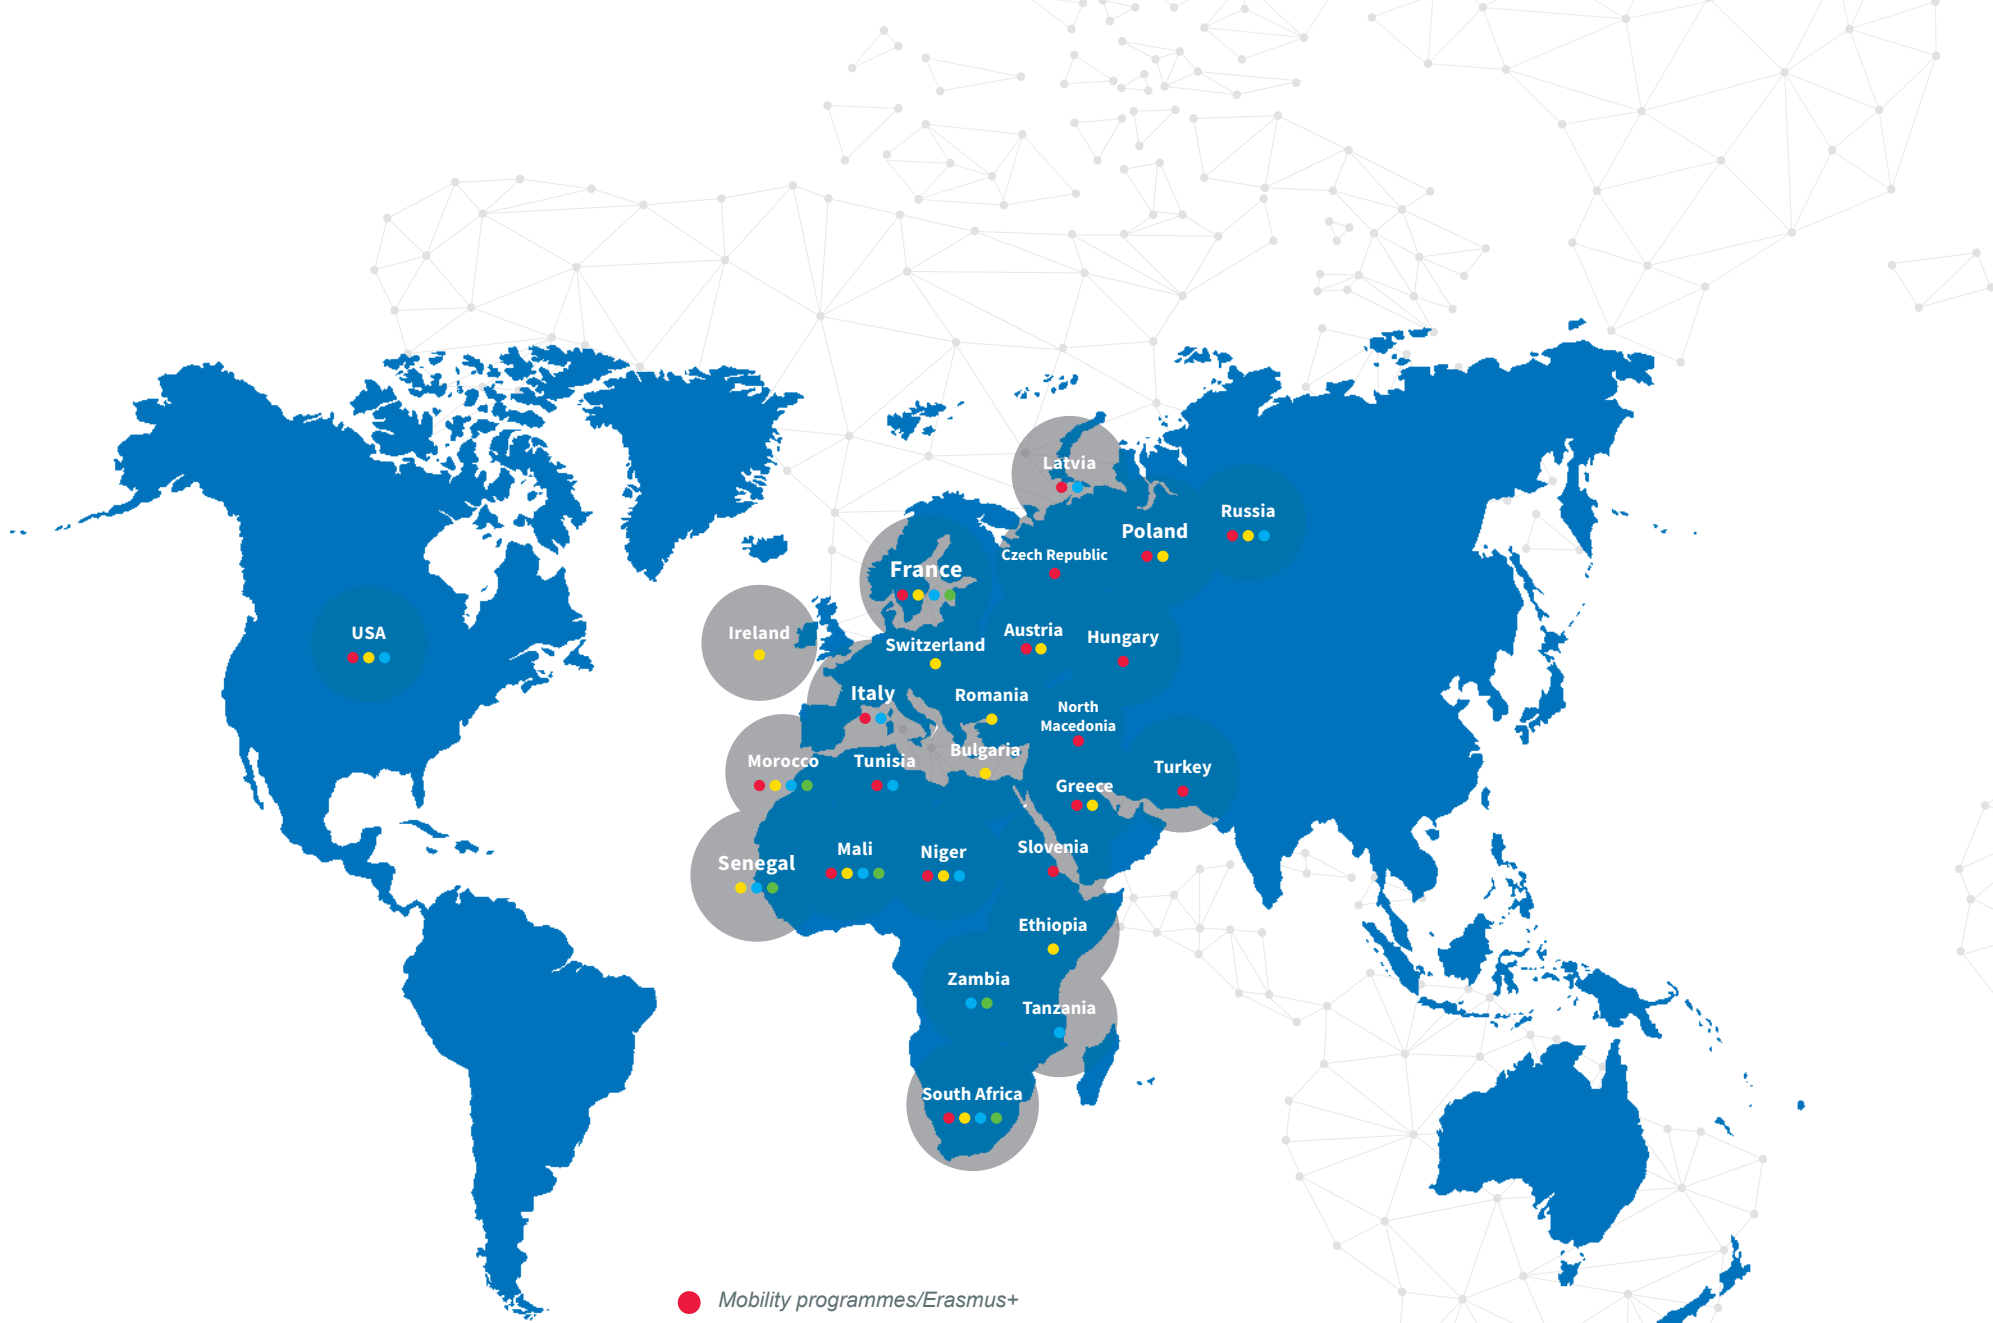 Latvia
Russia
Poland
Czech Republic
France
USA
Ireland
Austria
Hungary
Switzerland
Italy
Romania
North
Macedonia
Bulgaria
Morocco
Tunisia
Turkey
Greece
Slovenia
Mali
Niger
Senegal
Ethiopia
Zambia
Tanzania
South Africa
Mobility programmes/Erasmus+